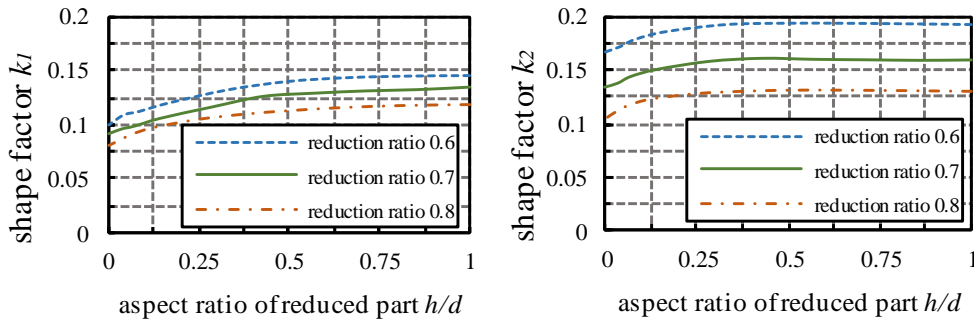 shape factor k1
0.2
0.15
0.1
0.05
0
reduction ratio 0.6
reduction ratio 0.7
reduction ratio 0.8
0 0.25 0.5 0.75 1
aspect ratio of reduced part h/d
shape factor k2
0.2
0.15
0.1
0.05
0
reduction ratio 0.6
reduction ratio 0.7
reduction ratio 0.8
0 0.25 0.5 0.75 1
aspect ratio of reduced part h/d